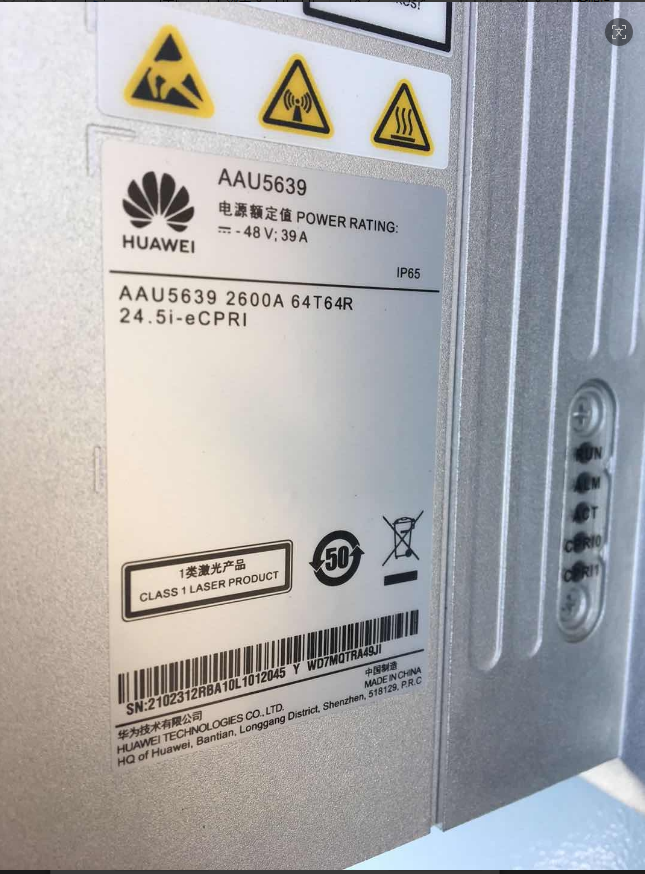 AAU5639
电源额定值 POWER RATING:
⎓ - 48 V; 39 A
HUAWEI
IP65
AAU5639 2600A 64T64R
24.5i-eCPRI
1类激光产品
CLASS 1 LASER PRODUCT
50
SN:2102312RBA10L1012045 Y WD7MQTRA49JI
中国制造
MADE IN CHINA
华为技术有限公司
HUAWEI TECHNOLOGIES CO., LTD.
HQ of Huawei, Bantian, Longgang District, Shenzhen, 518129, P.R.C
RUN
ALM
ACT
CPRI0
CPRI1